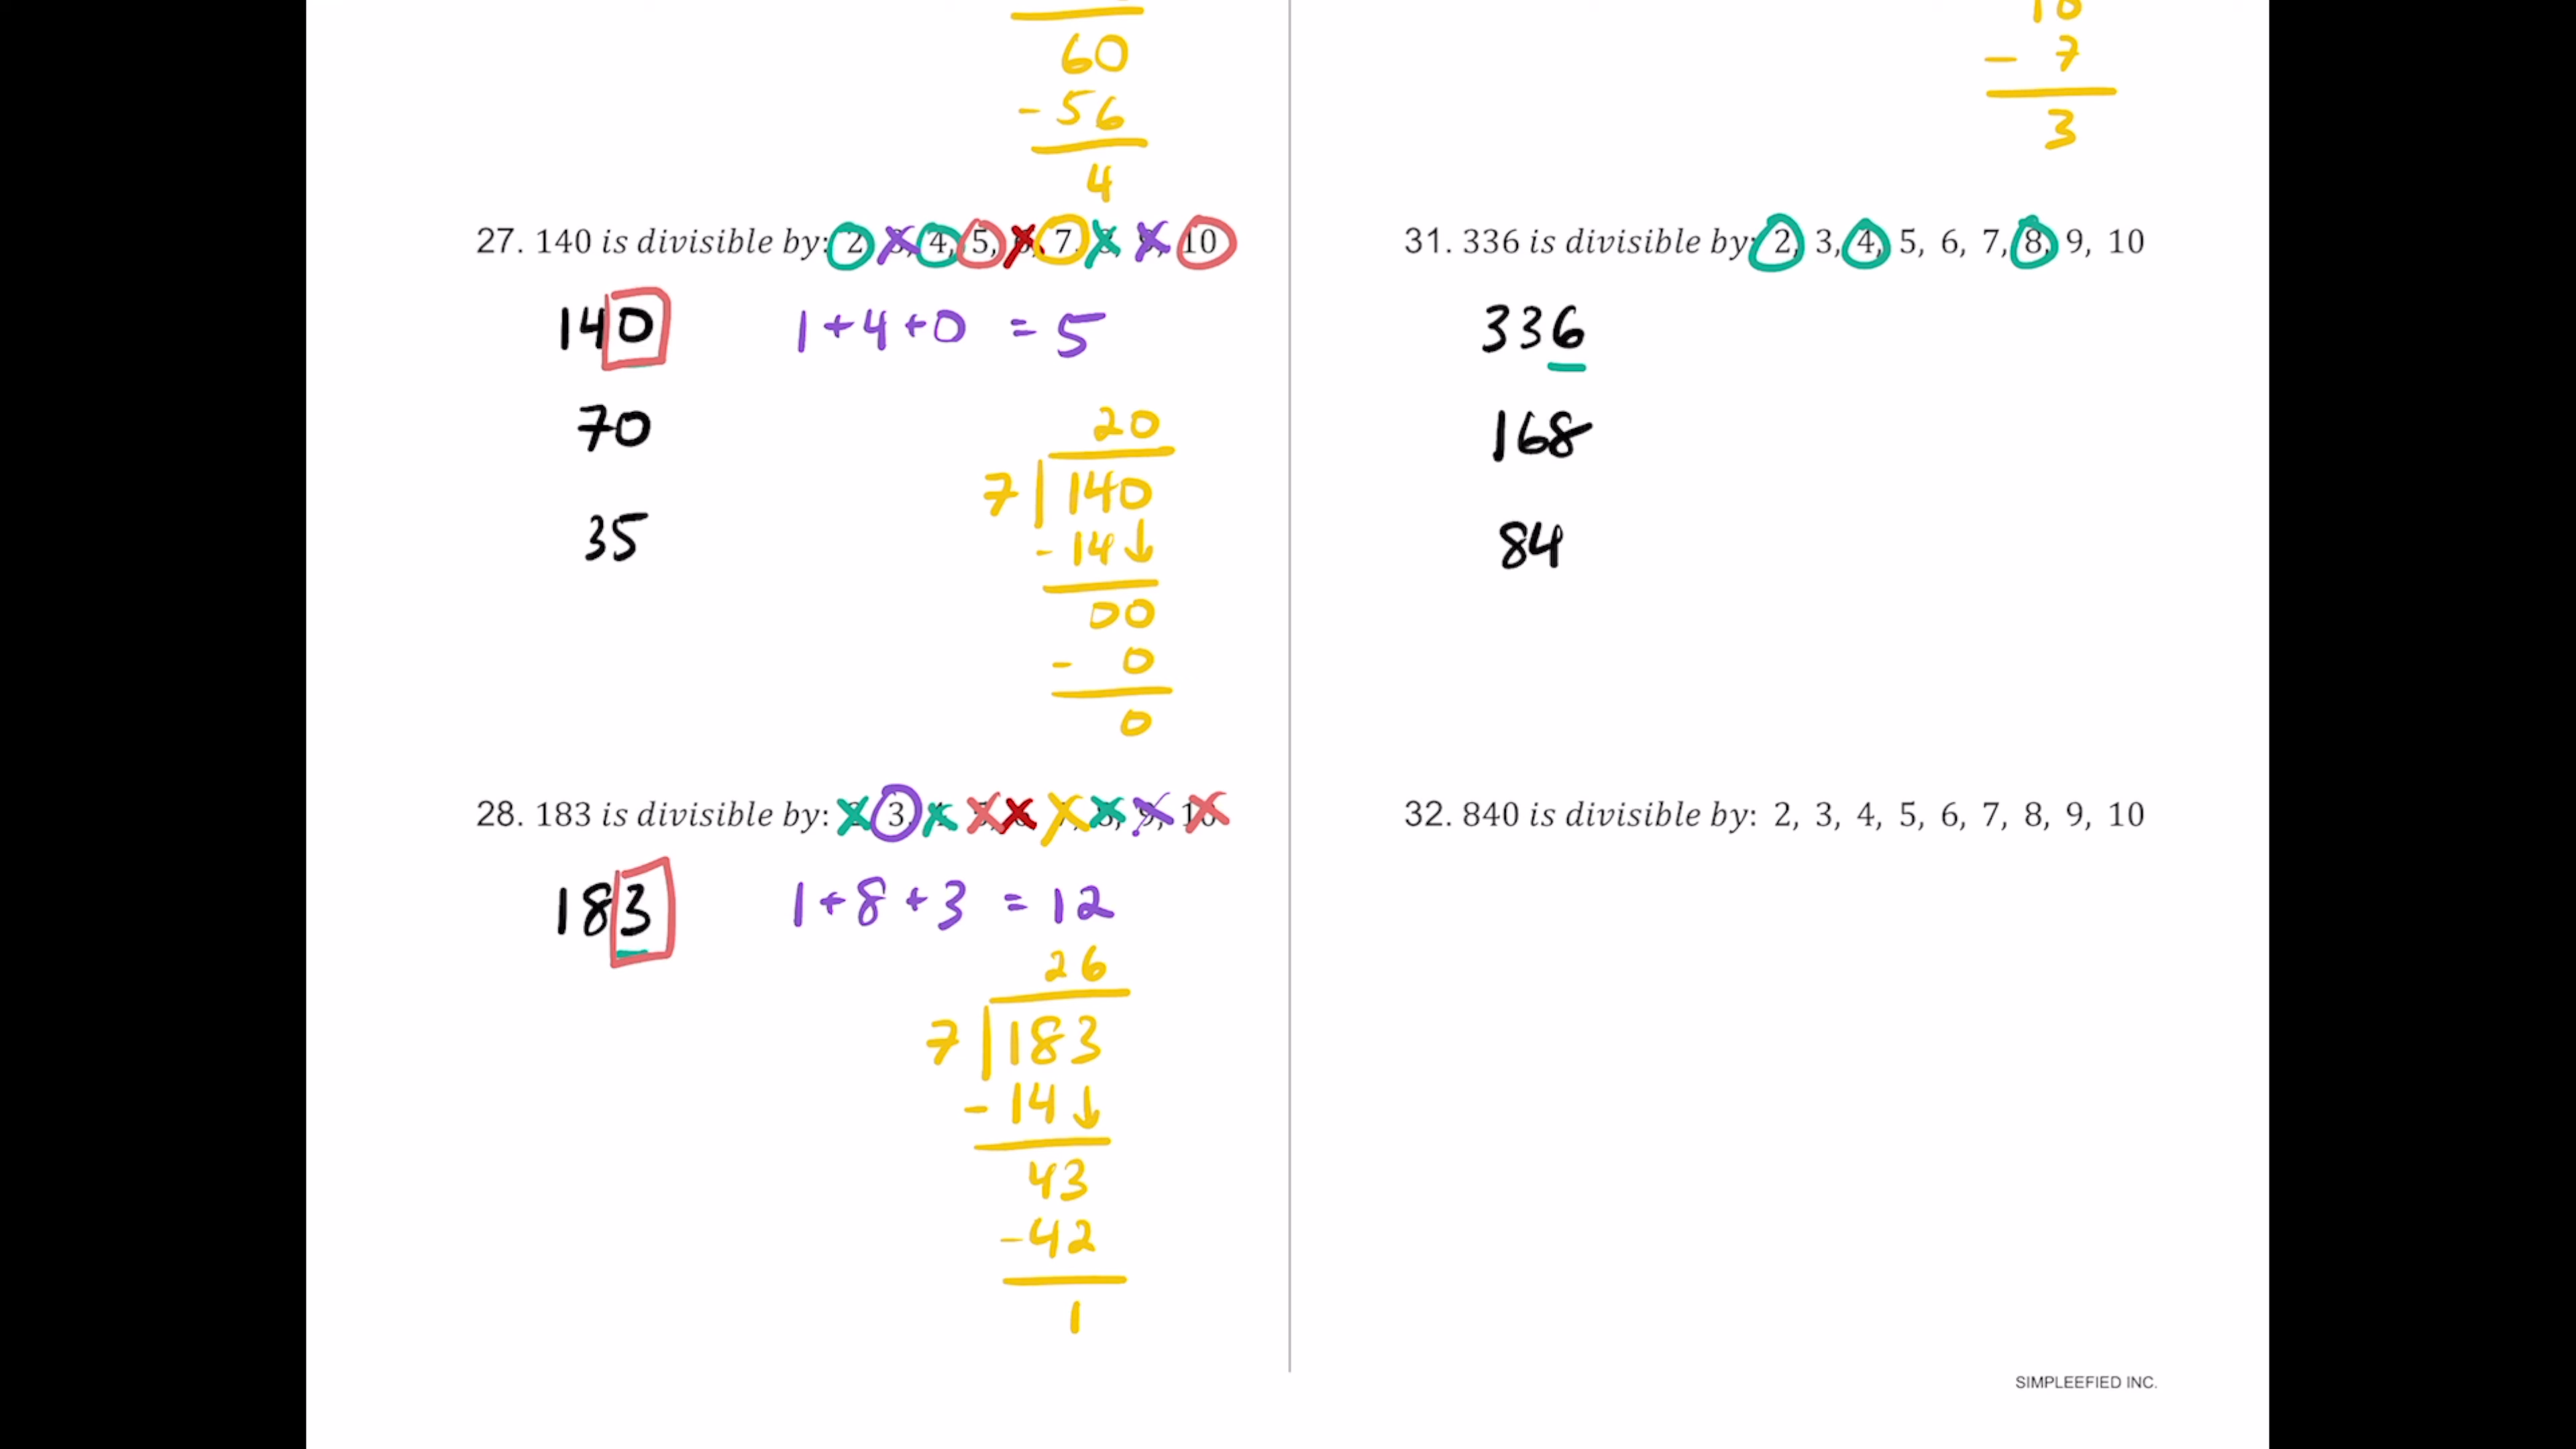 60
- 56
4
27. 140 is divisible by: 2, 3, 4, 5, 6, 7, 8, 9, 10
140
1 + 4 + 0 = 5
70
35
20
7 140
- 14 ↓
00
- 0
0
28. 183 is divisible by: 2, 3, 4, 5, 6, 7, 8, 9, 10
183
1 + 8 + 3 = 12
26
7 183
- 14 ↓
43
- 42
1
10
- 7
3
31. 336 is divisible by: 2, 3, 4, 5, 6, 7, 8, 9, 10
336
168
84
32. 840 is divisible by: 2, 3, 4, 5, 6, 7, 8, 9, 10
SIMPLEEFIED INC.